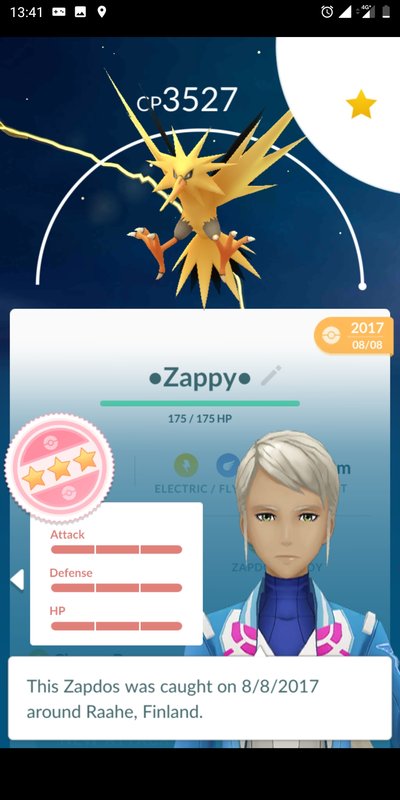 13:41
4G+
CP3527
2017
08/08
•Zappy•
175 / 175 HP
ELECTRIC / FLY
Attack
Defense
HP
This Zapdos was caught on 8/8/2017
around Raahe, Finland.